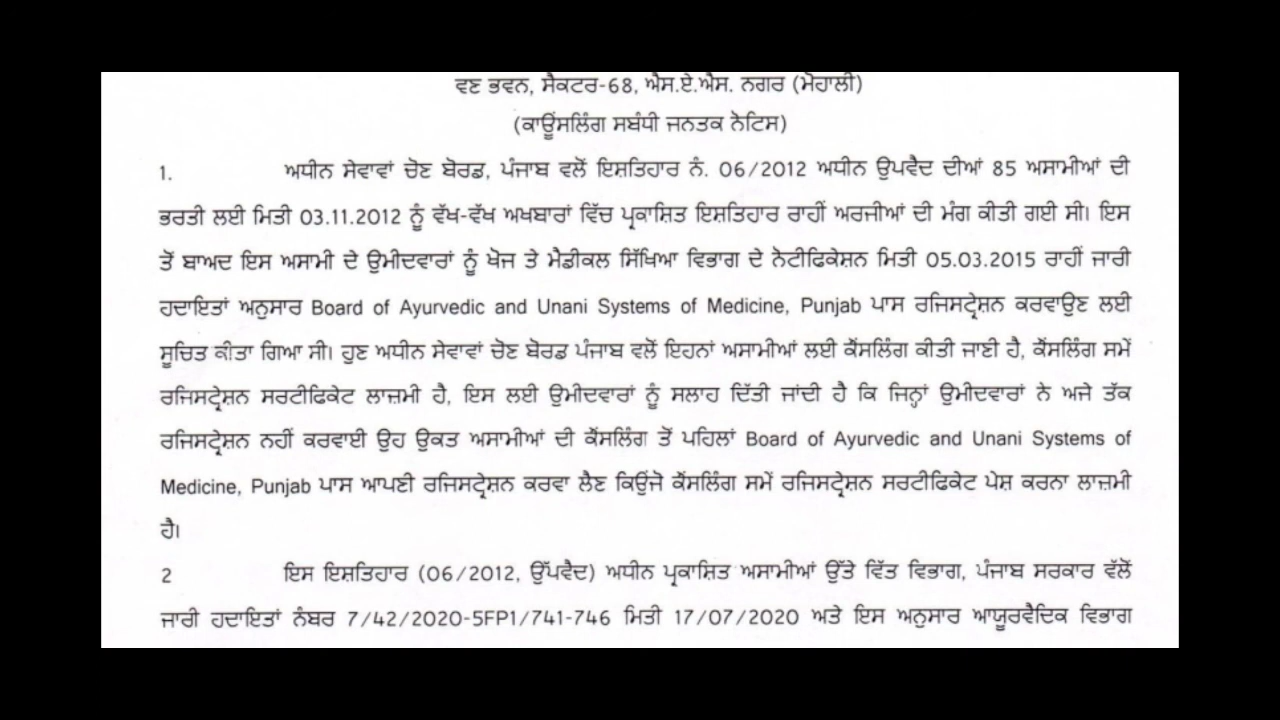 ਵਣ ਭਵਨ, ਸੈਕਟਰ-68, ਐਸ.ਏ.ਐਸ. ਨਗਰ (ਮੋਹਾਲੀ)
(ਕਾਊਂਸਲਿੰਗ ਸਬੰਧੀ ਜਨਤਕ ਨੋਟਿਸ)
1. ਅਧੀਨ ਸੇਵਾਵਾਂ ਚੋਣ ਬੋਰਡ, ਪੰਜਾਬ ਵਲੋਂ ਇਸ਼ਤਿਹਾਰ ਨੰ. 06/2012 ਅਧੀਨ ਉਪਵੈਦ ਦੀਆਂ 85 ਅਸਾਮੀਆਂ ਦੀ
ਭਰਤੀ ਲਈ ਮਿਤੀ 03.11.2012 ਨੂੰ ਵੱਖ-ਵੱਖ ਅਖਬਾਰਾਂ ਵਿੱਚ ਪ੍ਰਕਾਸ਼ਿਤ ਇਸ਼ਤਿਹਾਰ ਰਾਹੀਂ ਅਰਜੀਆਂ ਦੀ ਮੰਗ ਕੀਤੀ ਗਈ ਸੀ। ਇਸ
ਤੋਂ ਬਾਅਦ ਇਸ ਅਸਾਮੀ ਦੇ ਉਮੀਦਵਾਰਾਂ ਨੂੰ ਖੋਜ ਤੇ ਮੈਡੀਕਲ ਸਿੱਖਿਆ ਵਿਭਾਗ ਦੇ ਨੋਟੀਫਿਕੇਸ਼ਨ ਮਿਤੀ 05.03.2015 ਰਾਹੀਂ ਜਾਰੀ
ਹਦਾਇਤਾਂ ਅਨੁਸਾਰ Board of Ayurvedic and Unani Systems of Medicine, Punjab ਪਾਸ ਰਜਿਸਟ੍ਰੇਸ਼ਨ ਕਰਵਾਉਣ ਲਈ
ਸੂਚਿਤ ਕੀਤਾ ਗਿਆ ਸੀ। ਹੁਣ ਅਧੀਨ ਸੇਵਾਵਾਂ ਚੋਣ ਬੋਰਡ ਪੰਜਾਬ ਵਲੋਂ ਇਹਨਾਂ ਅਸਾਮੀਆਂ ਲਈ ਕੌਂਸਲਿੰਗ ਕੀਤੀ ਜਾਣੀ ਹੈ, ਕੌਂਸਲਿੰਗ ਸਮੇਂ
ਰਜਿਸਟ੍ਰੇਸ਼ਨ ਸਰਟੀਫਿਕੇਟ ਲਾਜ਼ਮੀ ਹੈ, ਇਸ ਲਈ ਉਮੀਦਵਾਰਾਂ ਨੂੰ ਸਲਾਹ ਦਿੱਤੀ ਜਾਂਦੀ ਹੈ ਕਿ ਜਿਨ੍ਹਾਂ ਉਮੀਦਵਾਰਾਂ ਨੇ ਅਜੇ ਤੱਕ
ਰਜਿਸਟ੍ਰੇਸ਼ਨ ਨਹੀਂ ਕਰਵਾਈ ਉਹ ਉਕਤ ਅਸਾਮੀਆਂ ਦੀ ਕੌਂਸਲਿੰਗ ਤੋਂ ਪਹਿਲਾਂ Board of Ayurvedic and Unani Systems of
Medicine, Punjab ਪਾਸ ਆਪਣੀ ਰਜਿਸਟ੍ਰੇਸ਼ਨ ਕਰਵਾ ਲੈਣ ਕਿਉਂਜੋ ਕੌਂਸਲਿੰਗ ਸਮੇਂ ਰਜਿਸਟ੍ਰੇਸ਼ਨ ਸਰਟੀਫਿਕੇਟ ਪੇਸ਼ ਕਰਨਾ ਲਾਜ਼ਮੀ
ਹੈ।
2 ਇਸ ਇਸ਼ਤਿਹਾਰ (06/2012, ਉੱਪਵੈਦ) ਅਧੀਨ ਪ੍ਰਕਾਸ਼ਿਤ ਅਸਾਮੀਆਂ ਉੱਤੇ ਵਿੱਤ ਵਿਭਾਗ, ਪੰਜਾਬ ਸਰਕਾਰ ਵੱਲੋਂ
ਜਾਰੀ ਹਦਾਇਤਾਂ ਨੰਬਰ 7/42/2020-5FP1/741-746 ਮਿਤੀ 17/07/2020 ਅਤੇ ਇਸ ਅਨੁਸਾਰ ਆਯੂਰਵੈਦਿਕ ਵਿਭਾਗ